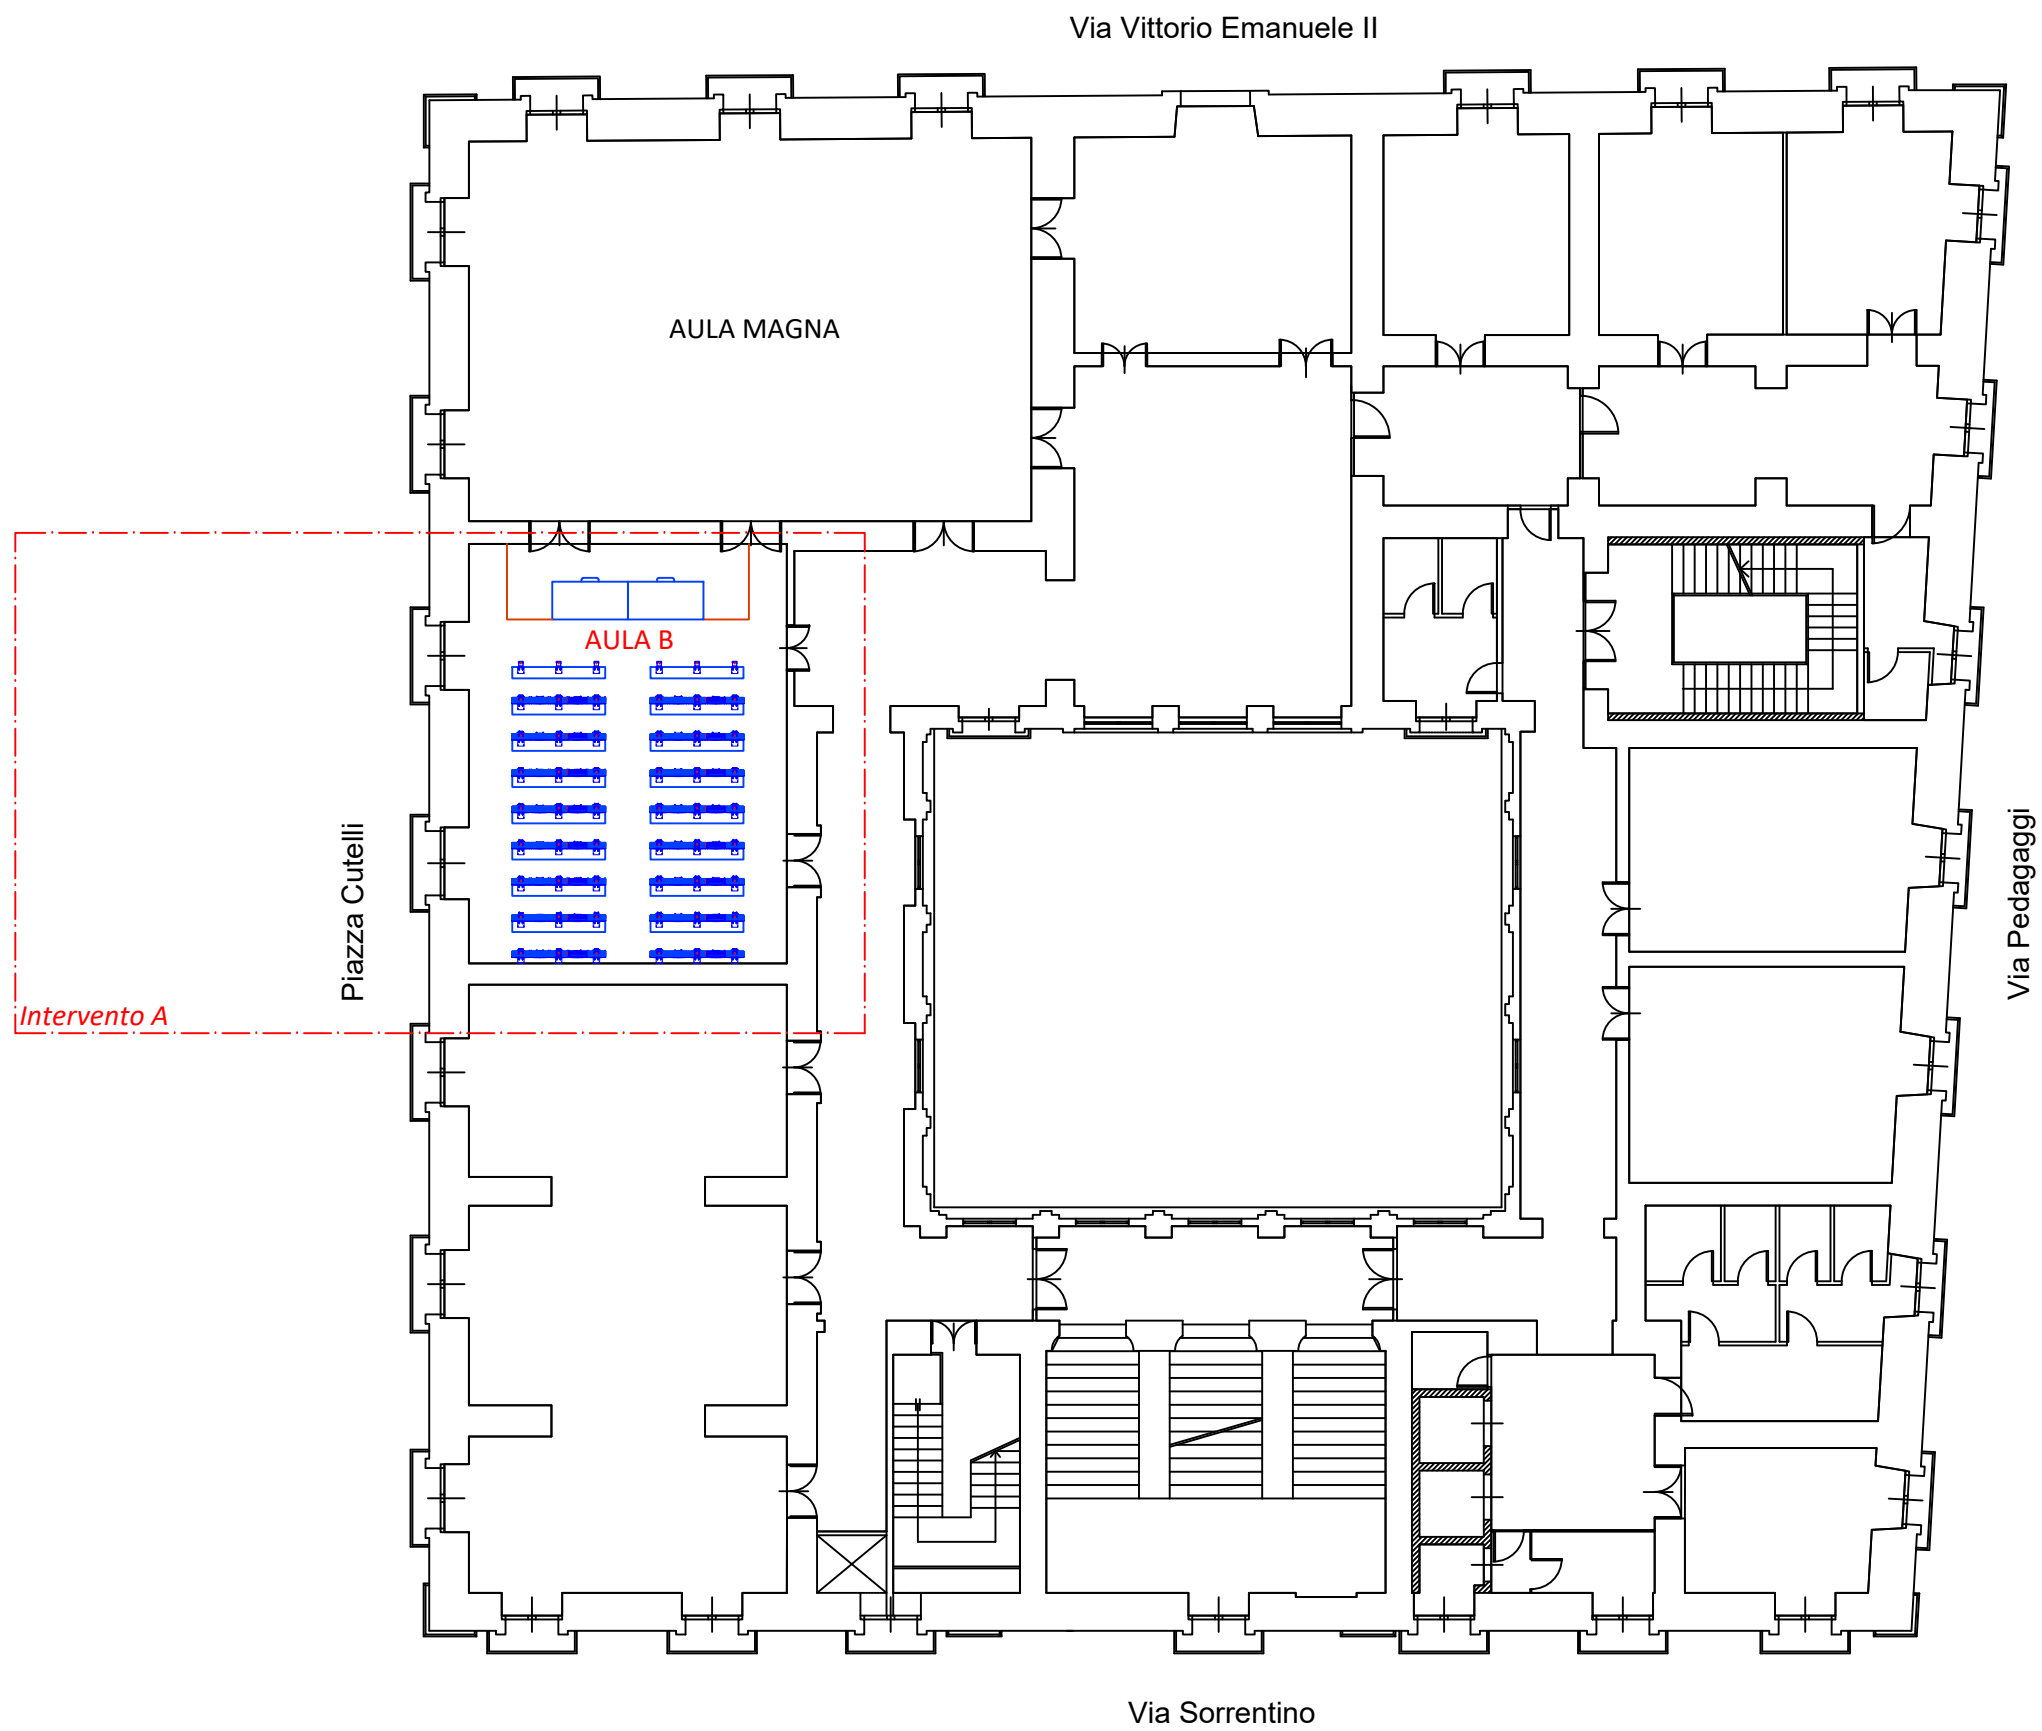 Via Vittorio Emanuele II
AULA MAGNA
AULA B
Piazza Cutelli
Via Pedagaggi
Intervento A
Via Sorrentino